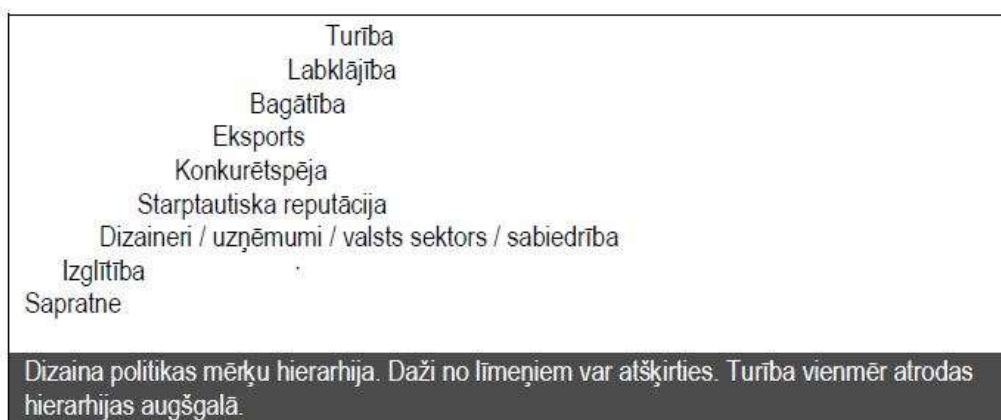 Turība
Labklājība
Bagātība
Eksports
Konkurētspēja
Starptautiska reputācija
Dizaineri / uzņēmumi / valsts sektors / sabiedrība
Izglītība
Sapratne
Dizaina politikas mērķu hierarhija. Daži no līmeņiem var atšķirties. Turība vienmēr atrodas
hierarhijas augšgalā.